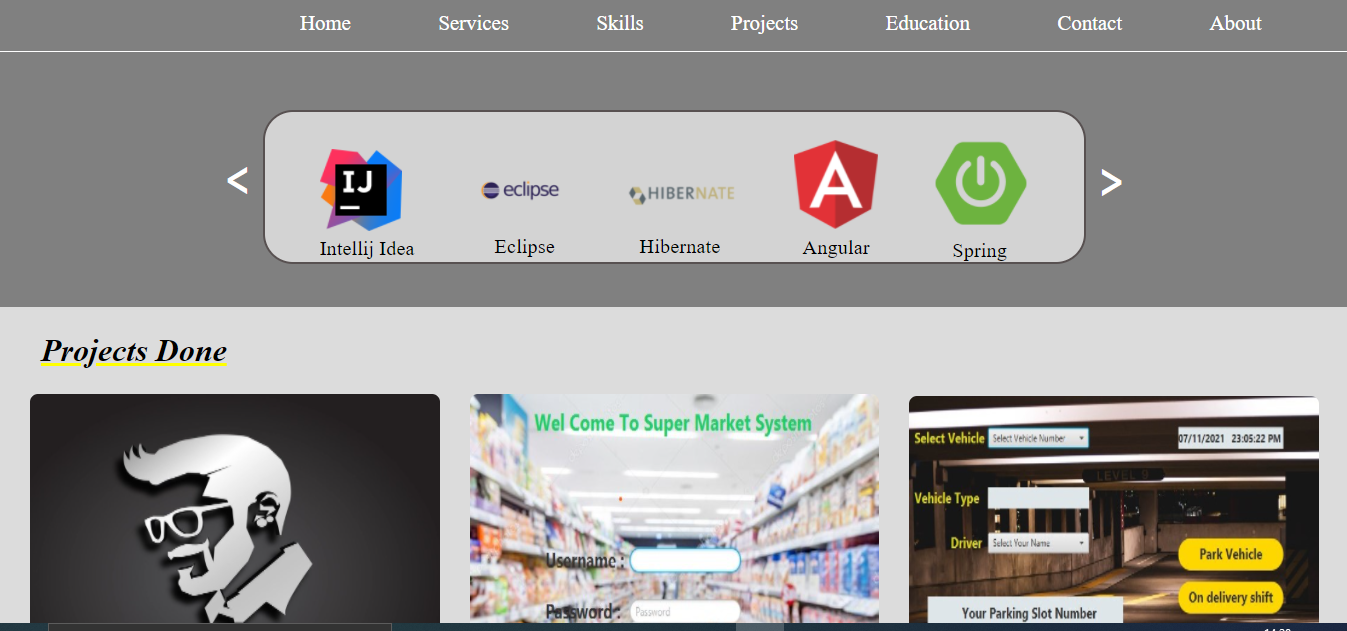 Home Services Skills Projects Education Contact About
< >
IJ eclipse HIBERNATE A
Intellij Idea Eclipse Hibernate Angular Spring
Projects Done
Wel Come To Super Market System
Username :
Password : Password
Select Vehicle Select Vehicle Number 07/11/2021 23:05:22 PM
LEVEL 9
Vehicle Type
Driver Select Your Name
Park Vehicle
On delivery shift
Your Parking Slot Number